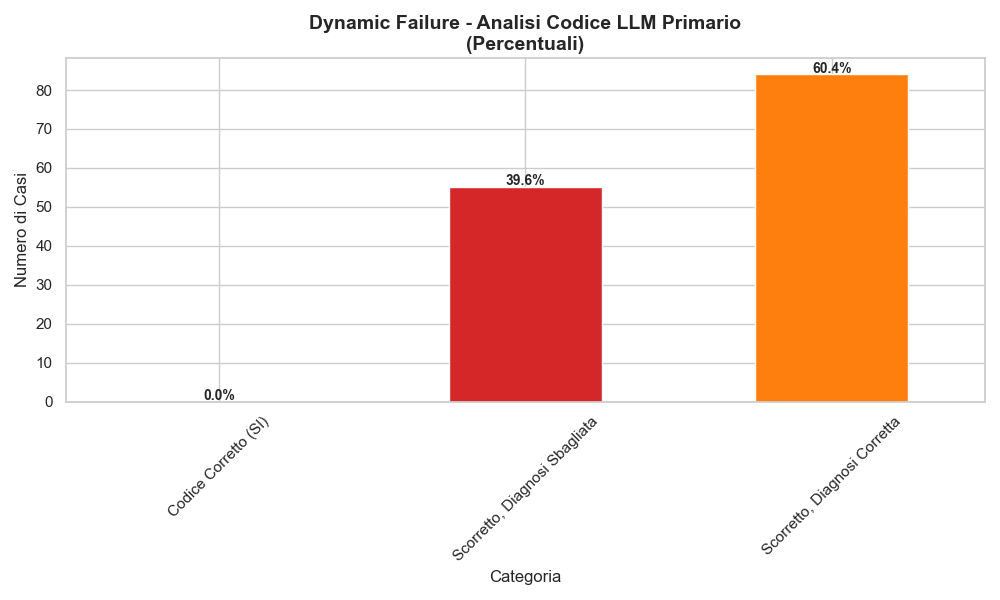 Dynamic Failure - Analisi Codice LLM Primario
(Percentuali)
Numero di Casi
80
70
60
50
40
30
20
10
0
0.0%
39.6%
60.4%
Codice Corretto (SI)
Scorretto, Diagnosi Sbagliata
Scorretto, Diagnosi Corretta
Categoria